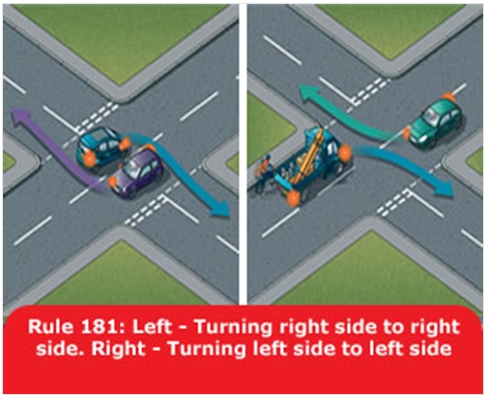 Rule 181: Left - Turning right side to right
side. Right - Turning left side to left side